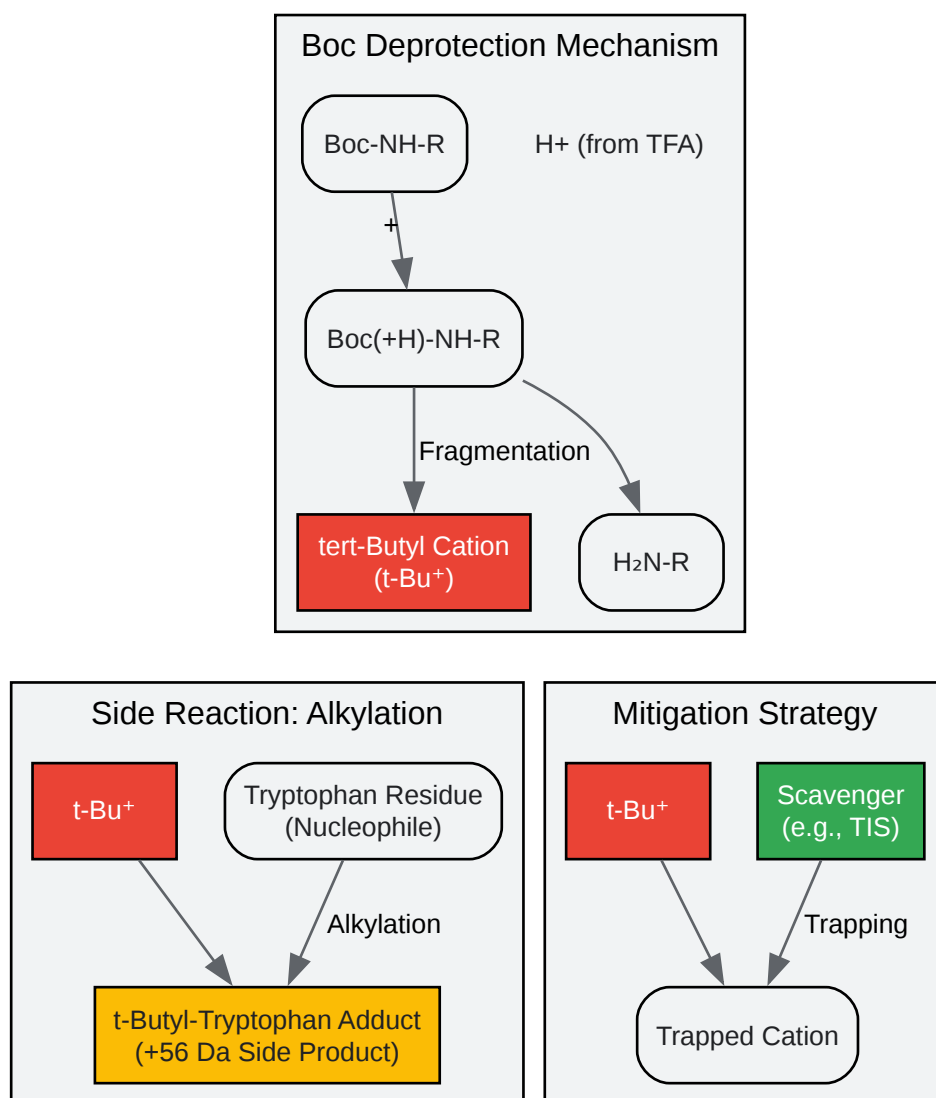 Boc Deprotection Mechanism
Boc-NH-R
H+ (from TFA)
+
Boc(+H)-NH-R
Fragmentation
tert-Butyl Cation
(t-Bu⁺)
H₂N-R
Side Reaction: Alkylation
t-Bu⁺
Tryptophan Residue
(Nucleophile)
Alkylation
t-Butyl-Tryptophan Adduct
(+56 Da Side Product)
Mitigation Strategy
t-Bu⁺
Scavenger
(e.g., TIS)
Trapping
Trapped Cation